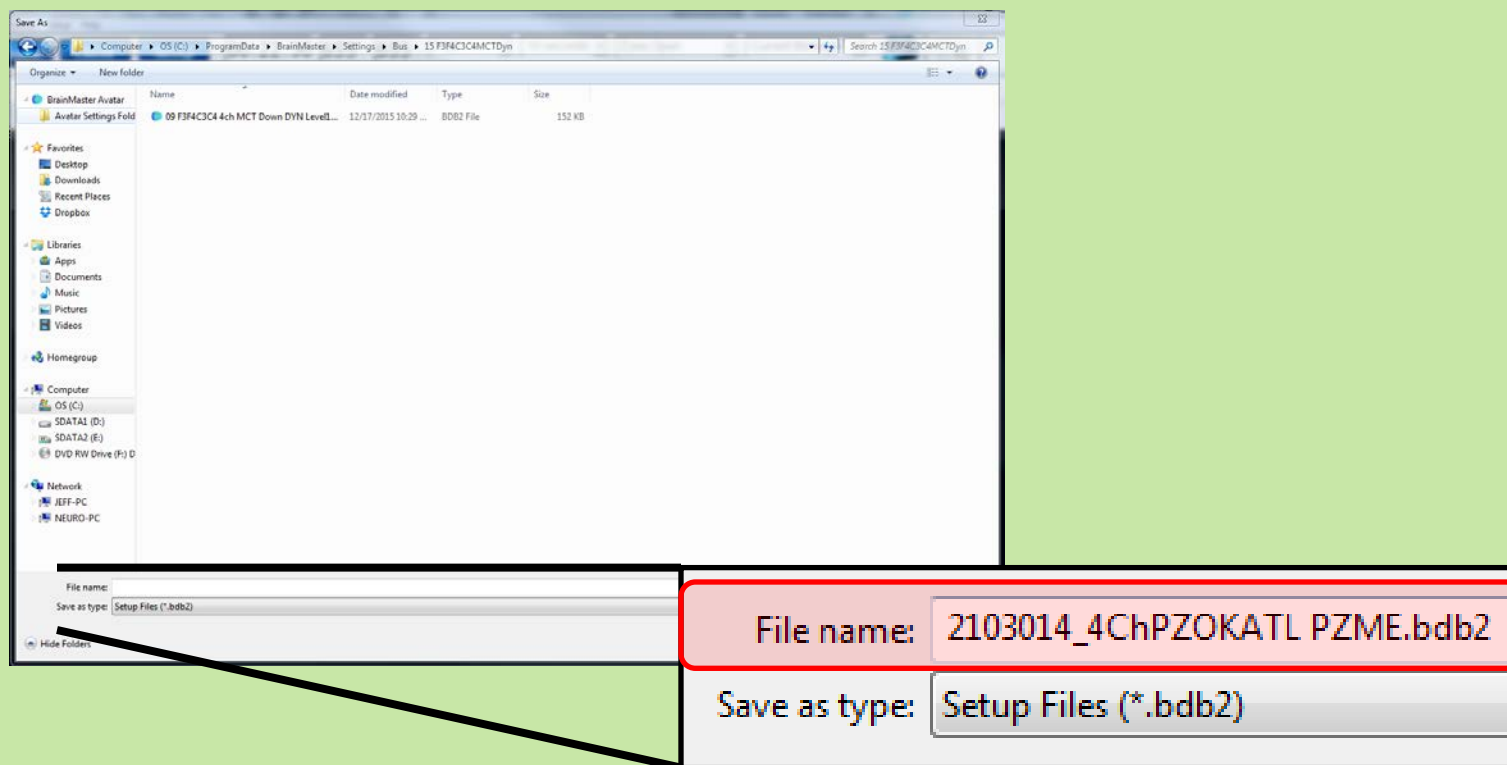 Save As
Computer ▸ OS (C:) ▸ ProgramData ▸ BrainMaster ▸ Settings ▸ Bus ▸ 15 F3F4C3C4MCTDyn
Search 15 F3F4C3C4MCTDyn
Organize New folder
Name Date modified Type Size
BrainMaster Avatar
Avatar Settings Fold
09 F3F4C3C4 4ch MCT Down DYN Level1... 12/17/2015 10:29 ... BDB2 File 152 KB
Favorites
Desktop
Downloads
Recent Places
Dropbox
Libraries
Apps
Documents
Music
Pictures
Videos
Homegroup
Computer
OS (C:)
SDATA1 (D:)
SDATA2 (E:)
DVD RW Drive (F:) D
Network
JEFF-PC
NEURO-PC
File name:
Save as type: Setup Files (*.bdb2)
Hide Folders
File name: 2103014_4ChPZOKATL PZME.bdb2
Save as type: Setup Files (*.bdb2)